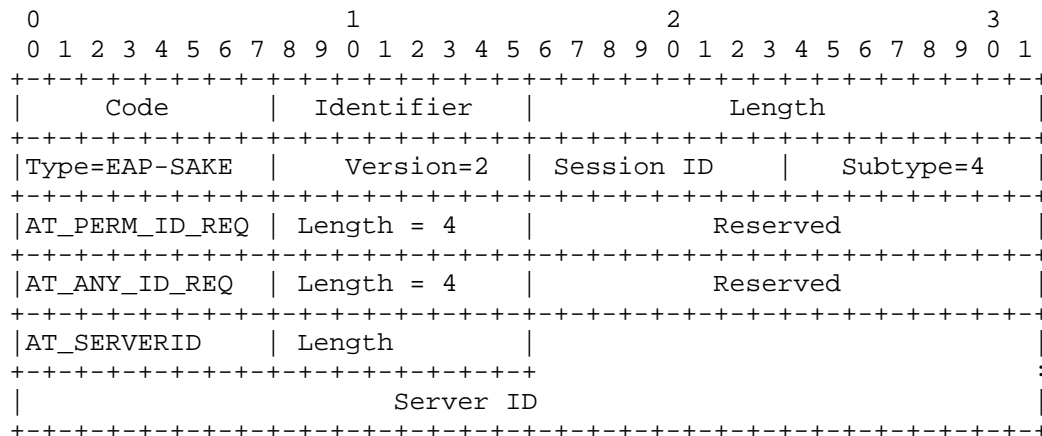 0                   1                   2                   3
 0 1 2 3 4 5 6 7 8 9 0 1 2 3 4 5 6 7 8 9 0 1 2 3 4 5 6 7 8 9 0 1
+-+-+-+-+-+-+-+-+-+-+-+-+-+-+-+-+-+-+-+-+-+-+-+-+-+-+-+-+-+-+-+-+
|     Code      |  Identifier   |              Length           |
+-+-+-+-+-+-+-+-+-+-+-+-+-+-+-+-+-+-+-+-+-+-+-+-+-+-+-+-+-+-+-+-+
|Type=EAP-SAKE  |    Version=2  | Session ID    |   Subtype=4   |
+-+-+-+-+-+-+-+-+-+-+-+-+-+-+-+-+-+-+-+-+-+-+-+-+-+-+-+-+-+-+-+-+
|AT_PERM_ID_REQ | Length = 4    |           Reserved            |
+-+-+-+-+-+-+-+-+-+-+-+-+-+-+-+-+-+-+-+-+-+-+-+-+-+-+-+-+-+-+-+-+
|AT_ANY_ID_REQ  | Length = 4    |           Reserved            |
+-+-+-+-+-+-+-+-+-+-+-+-+-+-+-+-+-+-+-+-+-+-+-+-+-+-+-+-+-+-+-+-+
|AT_SERVERID    | Length        |                               |
+-+-+-+-+-+-+-+-+-+-+-+-+-+-+-+-+                               :
|                       Server ID                               |
+-+-+-+-+-+-+-+-+-+-+-+-+-+-+-+-+-+-+-+-+-+-+-+-+-+-+-+-+-+-+-+-+